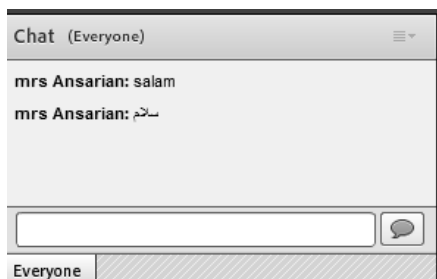 Chat (Everyone)
mrs Ansarian: salam
mrs Ansarian: سلام
Everyone